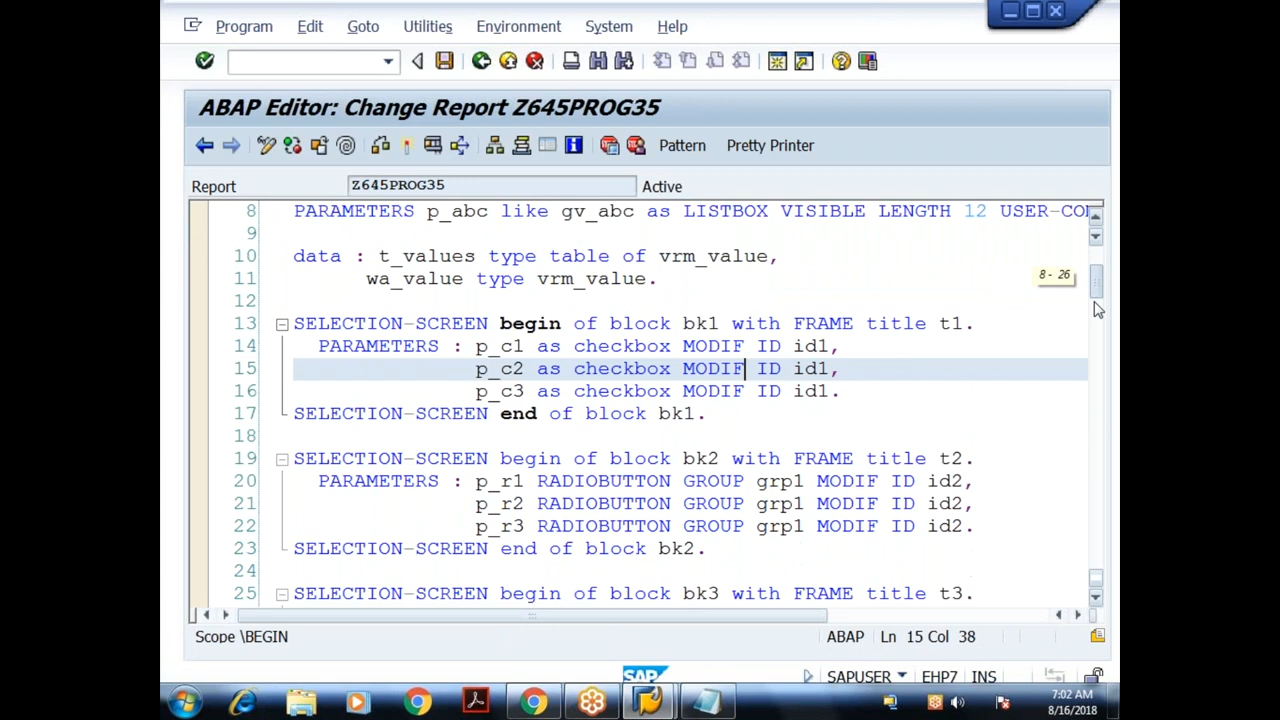 Program Edit Goto Utilities Environment System Help
ABAP Editor: Change Report Z645PROG35
Pattern Pretty Printer
Report Z645PROG35 Active
8 PARAMETERS p_abc like gv_abc as LISTBOX VISIBLE LENGTH 12 USER-COM
9
10 data : t_values type table of vrm_value,
11 wa_value type vrm_value.
8 - 26
12
13 SELECTION-SCREEN begin of block bk1 with FRAME title t1.
14 PARAMETERS : p_c1 as checkbox MODIF ID id1,
15 p_c2 as checkbox MODIF ID id1,
16 p_c3 as checkbox MODIF ID id1.
17 SELECTION-SCREEN end of block bk1.
18
19 SELECTION-SCREEN begin of block bk2 with FRAME title t2.
20 PARAMETERS : p_r1 RADIOBUTTON GROUP grp1 MODIF ID id2,
21 p_r2 RADIOBUTTON GROUP grp1 MODIF ID id2,
22 p_r3 RADIOBUTTON GROUP grp1 MODIF ID id2.
23 SELECTION-SCREEN end of block bk2.
24
25 SELECTION-SCREEN begin of block bk3 with FRAME title t3.
Scope \BEGIN ABAP Ln 15 Col 38
SAP SAPUSER EHP7 INS
7:02 AM
8/16/2018